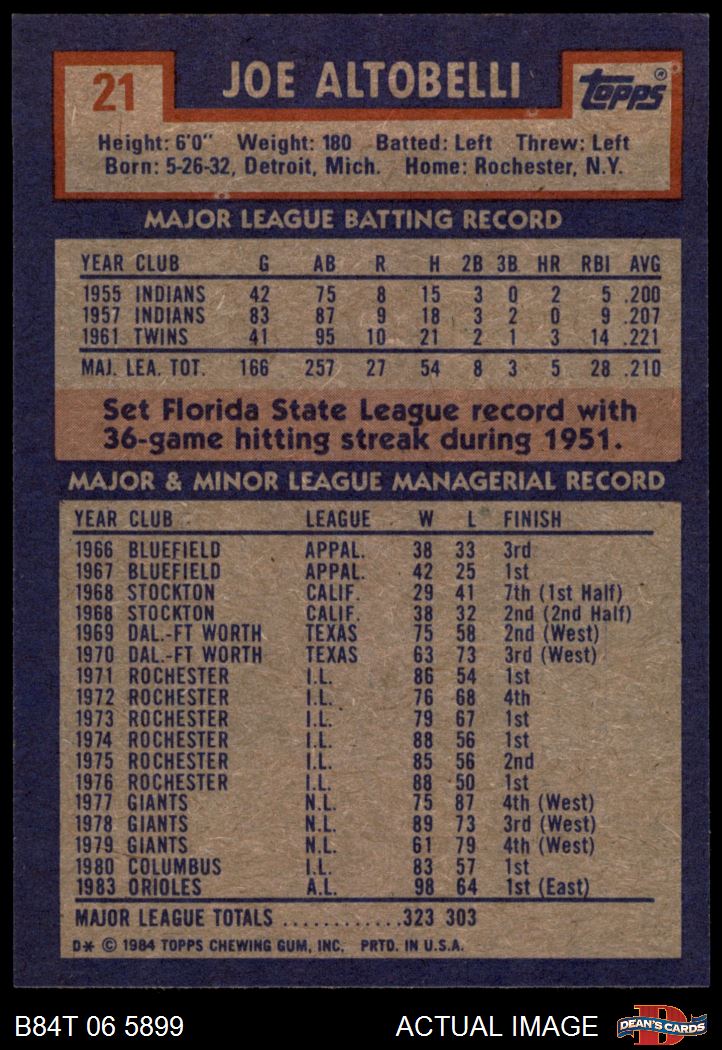 21 JOE ALTOBELLI Topps®
Height: 6'0" Weight: 180 Batted: Left Threw: Left
Born: 5-26-32, Detroit, Mich. Home: Rochester, N.Y.
MAJOR LEAGUE BATTING RECORD
YEAR CLUB G AB R H 2B 3B HR RBI AVG
1955 INDIANS 42 75 8 15 3 0 2 5 .200
1957 INDIANS 83 87 9 18 3 2 0 9 .207
1961 TWINS 41 95 10 21 2 1 3 14 .221
MAJ. LEA. TOT. 166 257 27 54 8 3 5 28 .210
Set Florida State League record with
36-game hitting streak during 1951.
MAJOR & MINOR LEAGUE MANAGERIAL RECORD
YEAR CLUB LEAGUE W L FINISH
1966 BLUEFIELD APPAL. 38 33 3rd
1967 BLUEFIELD APPAL. 42 25 1st
1968 STOCKTON CALIF. 29 41 7th (1st Half)
1968 STOCKTON CALIF. 38 32 2nd (2nd Half)
1969 DAL.-FT WORTH TEXAS 75 58 2nd (West)
1970 DAL.-FT WORTH TEXAS 63 73 3rd (West)
1971 ROCHESTER I.L. 86 54 1st
1972 ROCHESTER I.L. 76 68 4th
1973 ROCHESTER I.L. 79 67 1st
1974 ROCHESTER I.L. 88 56 1st
1975 ROCHESTER I.L. 85 56 2nd
1976 ROCHESTER I.L. 88 50 1st
1977 GIANTS N.L. 75 87 4th (West)
1978 GIANTS N.L. 89 73 3rd (West)
1979 GIANTS N.L. 61 79 4th (West)
1980 COLUMBUS I.L. 83 57 1st
1983 ORIOLES A.L. 98 64 1st (East)
MAJOR LEAGUE TOTALS ............323 303
D* © 1984 TOPPS CHEWING GUM, INC. PRTD. IN U.S.A.
B84T 06 5899 ACTUAL IMAGE D DEAN'S CARDS